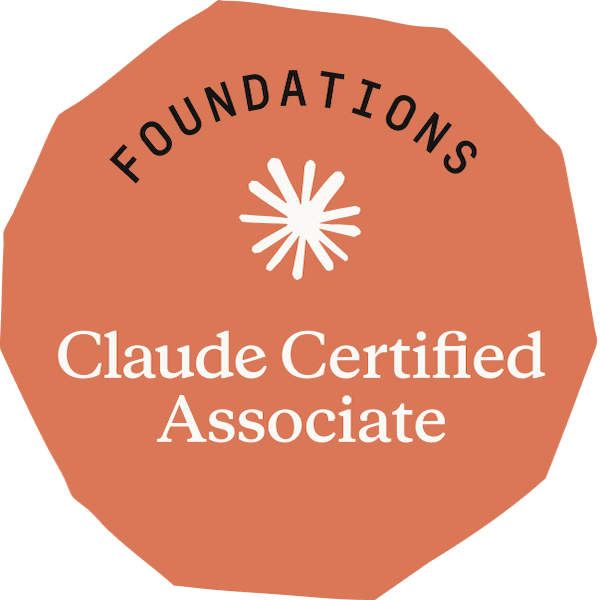 FOUNDATIONS
Claude Certified
Associate